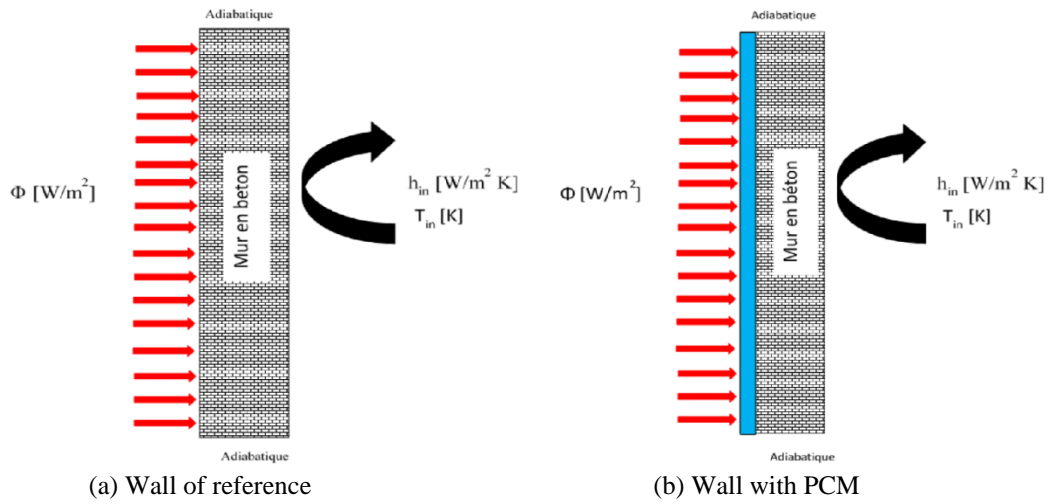 Adiabatique
Φ [W/m²]
Mur en beton
h_in [W/m² K]
T_in [K]
Adiabatique
(a) Wall of reference
Adiabatique
Φ [W/m²]
Mur en béton
h_in [W/m² K]
T_in [K]
Adiabatique
(b) Wall with PCM